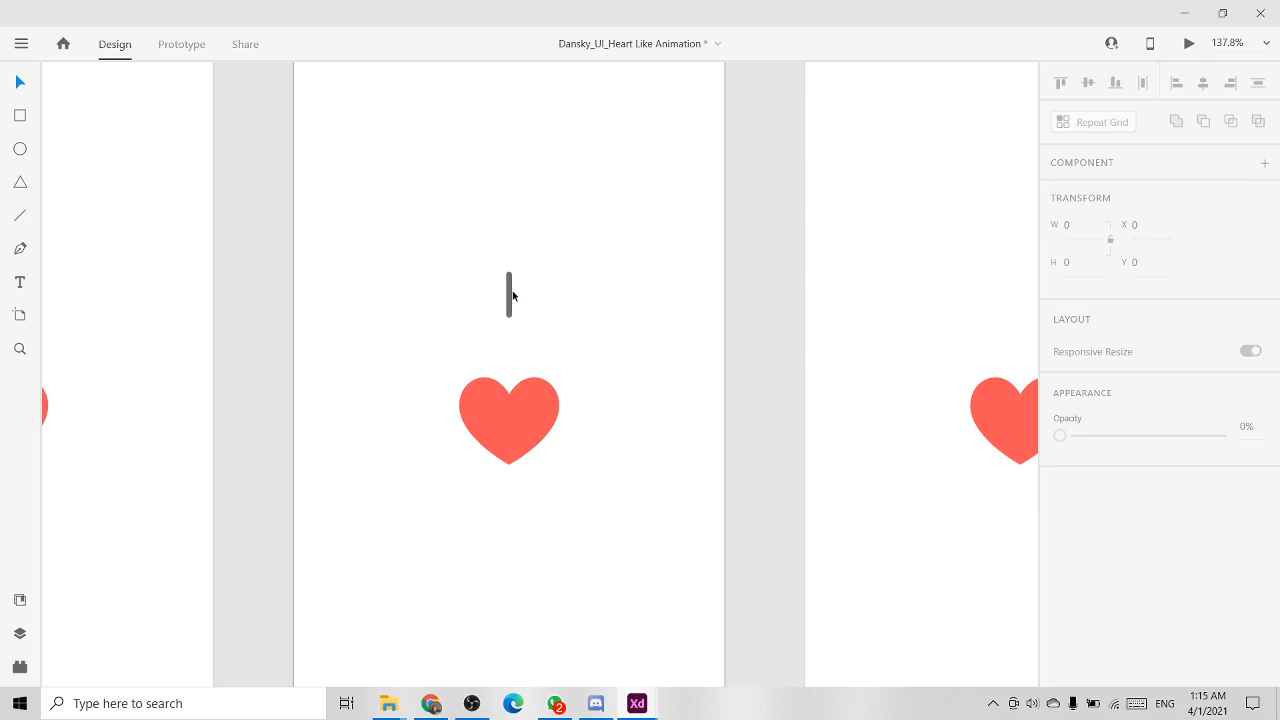 Design
Prototype
Share
Dansky_UI_Heart Like Animation *
137.8%
Repeat Grid
COMPONENT
TRANSFORM
W 0
X 0
H 0
Y 0
LAYOUT
Responsive Resize
APPEARANCE
Opacity
0%
Type here to search
2
Xd
ENG
1:15 AM
4/1/2021